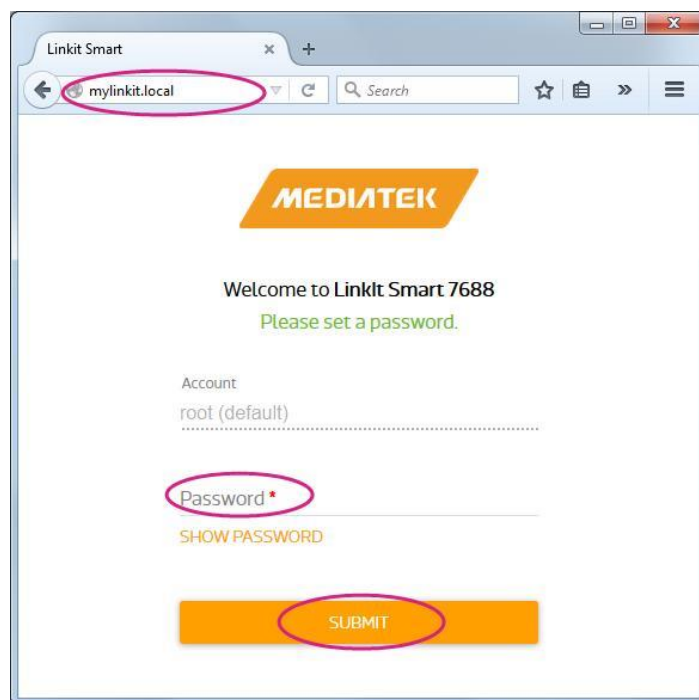 Linkit Smart
mylinkit.local
Search
MEDIATEK
Welcome to LinkIt Smart 7688
Please set a password.
Account
root (default)
Password *
SHOW PASSWORD
SUBMIT